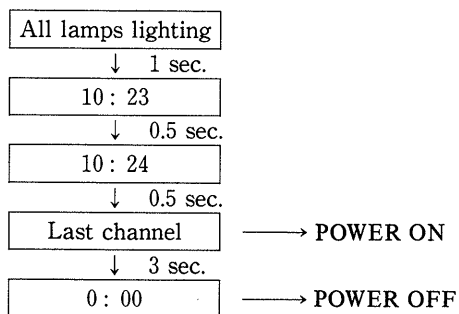 All lamps lighting
↓ 1 sec.
10 : 23
↓ 0.5 sec.
10 : 24
↓ 0.5 sec.
Last channel → POWER ON
↓ 3 sec.
0 : 00 → POWER OFF